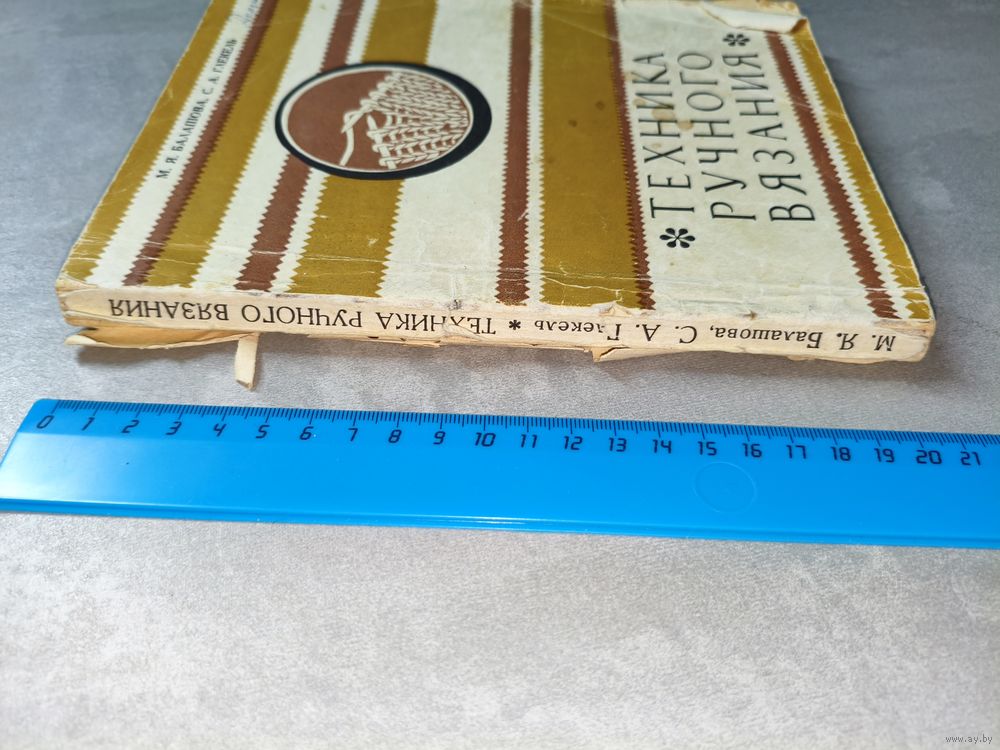 М. Я. БАЛАШОВА, С. А. ГЛЕКЕЛЬ
* ТЕХНИКА
РУЧНОГО
ВЯЗАНИЯ *
М. Я. Балашова, С. А. Глекель * ТЕХНИКА РУЧНОГО ВЯЗАНИЯ
0 1 2 3 4 5 6 7 8 9 10 11 12 13 14 15 16 17 18 19 20 21
www.ay.by